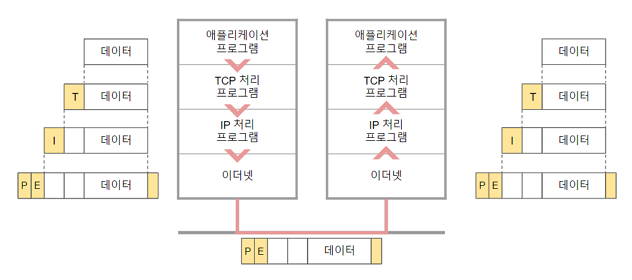 데이터
T 데이터
I 데이터
P E 데이터
애플리케이션
프로그램
TCP 처리
프로그램
IP 처리
프로그램
이더넷
애플리케이션
프로그램
TCP 처리
프로그램
IP 처리
프로그램
이더넷
데이터
T 데이터
I 데이터
P E 데이터
P E 데이터